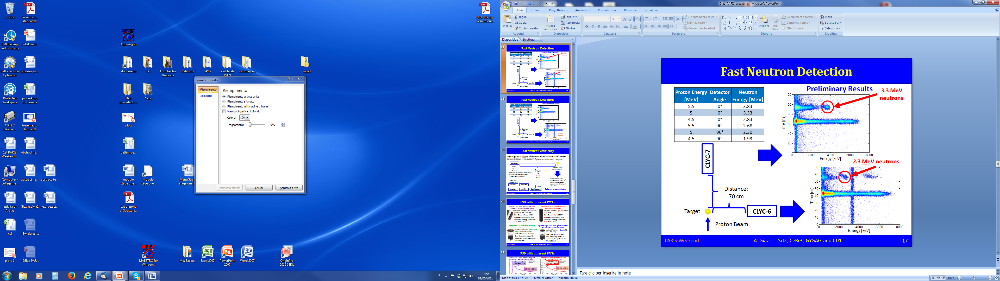 Cestino
Presentazi... standard1
High Energy Resolution...
Dell Backup and Recovery
PARISwefc
Agnese_job
Dell Precision Optimizer
giudizio_as...
documenti
FC
Foto hector Kracovia
Relazioni
SPES
certificati INFN
sommaspe...
mpa3
Protected Workspace
pc desktop 13 Camera
Dati precedenti ...
Carlo
ORTEC Device ...
Presentazi... standard1
plots
1st PARIS Weekend ...
Abstract_IE...
bettini_pe...
Computer - collegame...
abstract_te...
abstract_te...
modulo stage orie...
modulo stage orie...
ManuGua stage orien
attività di A.Giaz
Giaz_reply_r2
new_detect...
Laboratorio di Struttura...
nai
~$w_detect...
plots-1
~$Giaz_PAR...
MAESTRO for Windows
MozBacku...
Excel 2007
PowerPoint 2007
Word 2007
OriginPro 2015 64Bit
Formato sfondo
Riempimento
Immagine
Riempimento
Riempimento a tinta unita
Riempimento sfumato
Riempimento a immagine o trama
Nascondi grafica di sfondo
Colore:
Trasparenza:
0%
Reimposta sfondo
Chiudi
Applica a tutte
IT
18:56
04/05/2015
Giaz_PARIS_weekend - Microsoft PowerPoint
Home
Inserisci
Progettazione
Animazioni
Presentazione
Revisione
Visualizza
Incolla
Taglia
Copia
Copia formato
Appunti
Nuova diapositiva
Layout
Reimposta
Elimina
Diapositive
24
Carattere
Orientamento testo
Allinea testo
Converti in SmartArt
Paragrafo
Disponi
Stili veloci
Riempimento forma
Contorno forma
Effetti forma
Disegno
Trova
Sostituisci
Seleziona
Modifica
Diapositive
Struttura
17
Fast Neutron Detection
18
Fast Neutron Detection
19
Fast Neutron efficiency
Data are under analysis.
20
PSD with different PMTs
21
PSD with different PMTs
Fast Neutron Detection
Preliminary Results
Proton Energy [MeV] Detector Angle Neutron Energy [MeV]
5.5 0° 3.83
5 0° 3.33
4.5 0° 2.83
5.5 90° 2.68
5 90° 2.30
4.5 90° 1.93
3.3 MeV
neutrons
Time [ns]
120
100
80
60
40
20
0 2000 4000 6000 8000
Energy [keV]
2.3 MeV neutrons
Time [ns]
80
70
60
50
40
30
20
10
0
0 2000 4000 6000 8000
Energy [keV]
CLYC-7
Distance:
70 cm
Target
CLYC-6
Proton Beam
PARIS Weekend
A. Giaz - SrI2, CeBr3, GYGAG and CLYC
17
Fare clic per inserire le note
Diapositiva 17 di 28
"Tema di Office"
Italiano (Italia)
100%